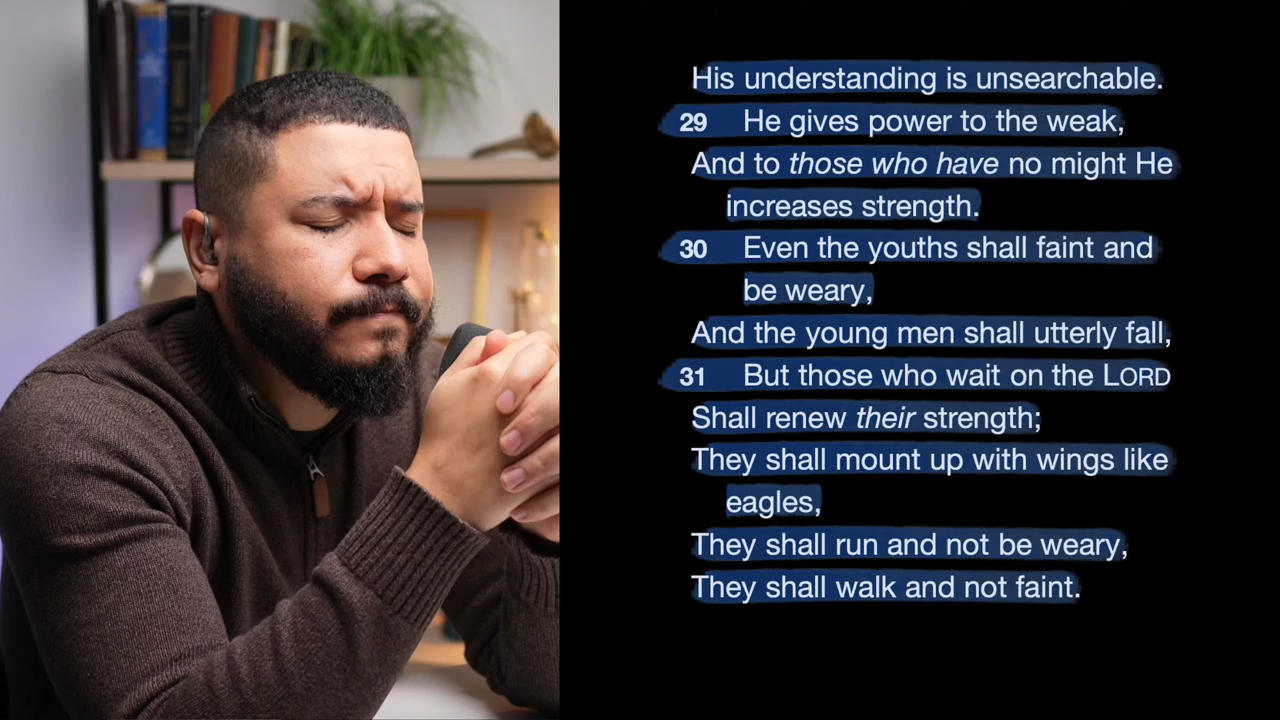 His understanding is unsearchable.
29 He gives power to the weak,
And to those who have no might He
increases strength.
30 Even the youths shall faint and
be weary,
And the young men shall utterly fall,
31 But those who wait on the LORD
Shall renew their strength;
They shall mount up with wings like
eagles,
They shall run and not be weary,
They shall walk and not faint.